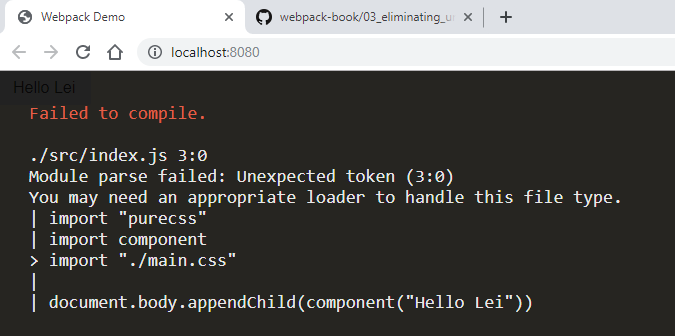 Webpack Demo
webpack-book/03_eliminating_u
localhost:8080
Hello Lei
Failed to compile.
./src/index.js 3:0
Module parse failed: Unexpected token (3:0)
You may need an appropriate loader to handle this file type.
| import "purecss"
| import component
> import "./main.css"
|
| document.body.appendChild(component("Hello Lei"))